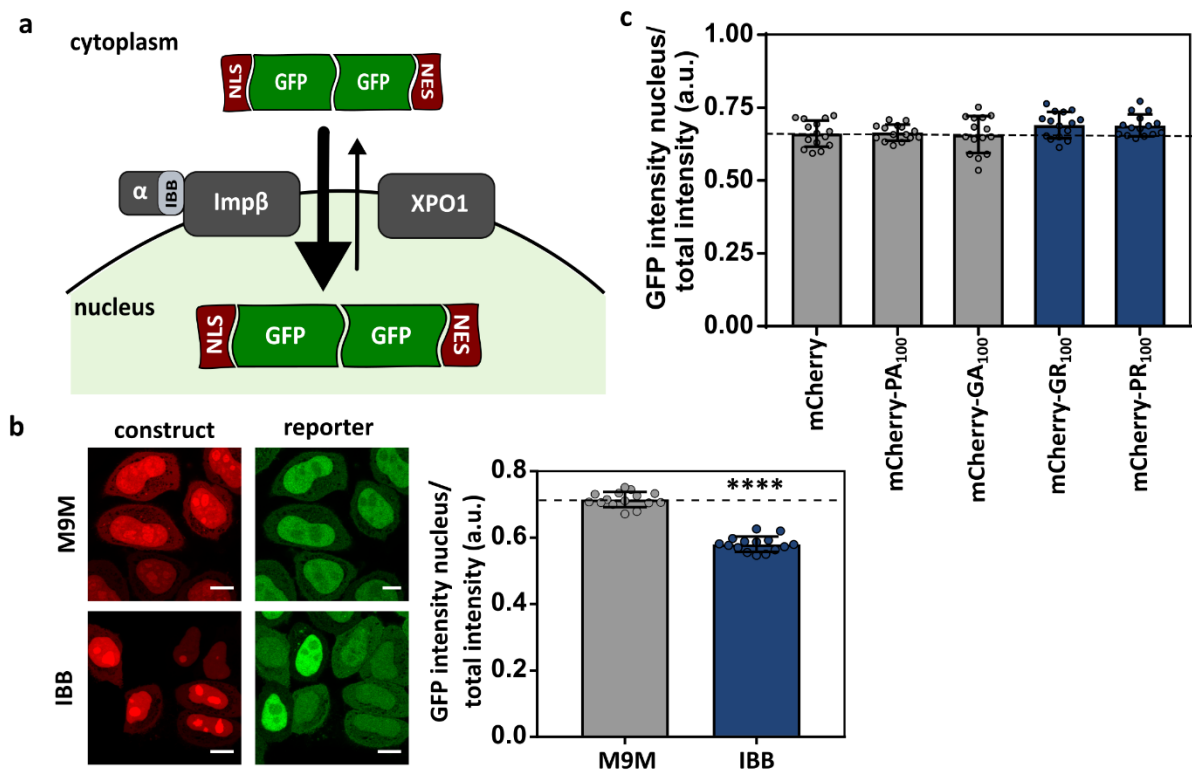 a
cytoplasm
NLS GFP GFP NES
α IBB Impβ XPO1
nucleus
NLS GFP GFP NES
b
construct reporter
M9M
IBB
GFP intensity nucleus/
total intensity (a.u.)
0.8
0.6
0.4
0.2
0.0
****
M9M IBB
c
GFP intensity nucleus/
total intensity (a.u.)
1.00
0.75
0.50
0.25
0.00
mCherry
mCherry-PA₁₀₀
mCherry-GA₁₀₀
mCherry-GR₁₀₀
mCherry-PR₁₀₀